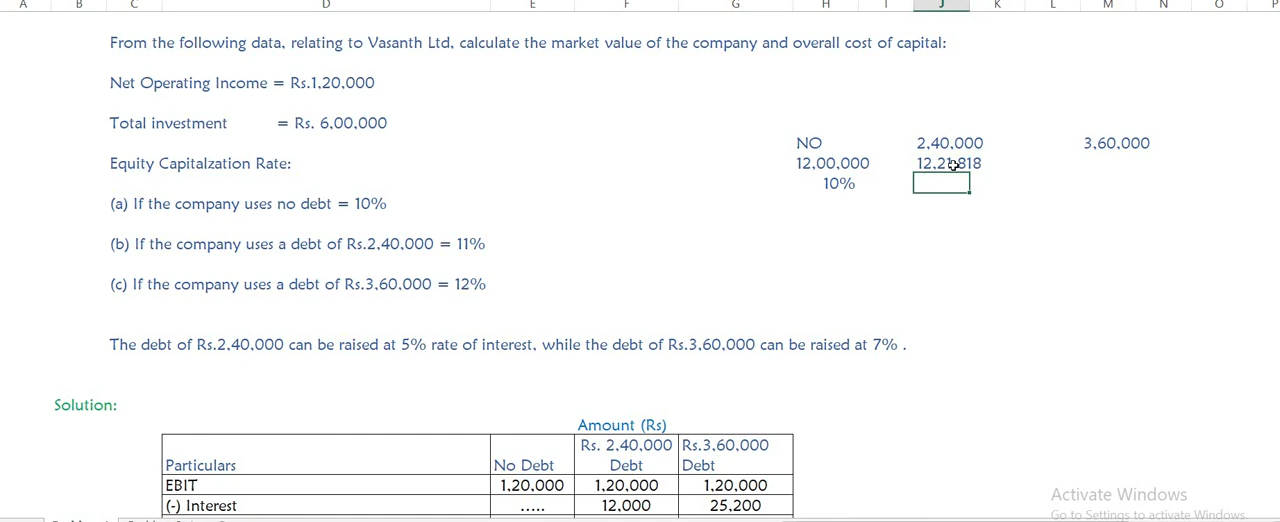 A B C D E F G H I J K L M N O P
From the following data, relating to Vasanth Ltd, calculate the market value of the company and overall cost of capital:
Net Operating Income = Rs.1,20,000
Total investment = Rs. 6,00,000
NO 2,40,000 3,60,000
Equity Capitalzation Rate: 12,00,000 12,21,818
10%
(a) If the company uses no debt = 10%
(b) If the company uses a debt of Rs.2,40,000 = 11%
(c) If the company uses a debt of Rs.3,60,000 = 12%
The debt of Rs.2,40,000 can be raised at 5% rate of interest, while the debt of Rs.3,60,000 can be raised at 7% .
Solution:
Amount (Rs)
Rs. 2,40,000 Rs.3,60,000
Particulars No Debt Debt Debt
EBIT 1,20,000 1,20,000 1,20,000
(-) Interest ..... 12,000 25,200
Activate Windows
Go to Settings to activate Windows.